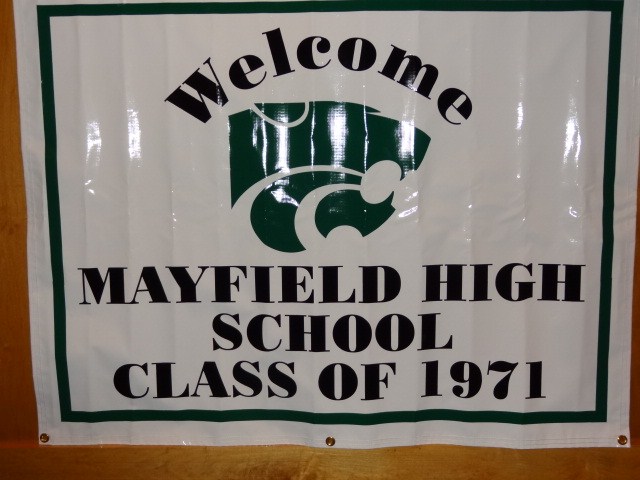 Welcome
MAYFIELD HIGH
SCHOOL
CLASS OF 1971